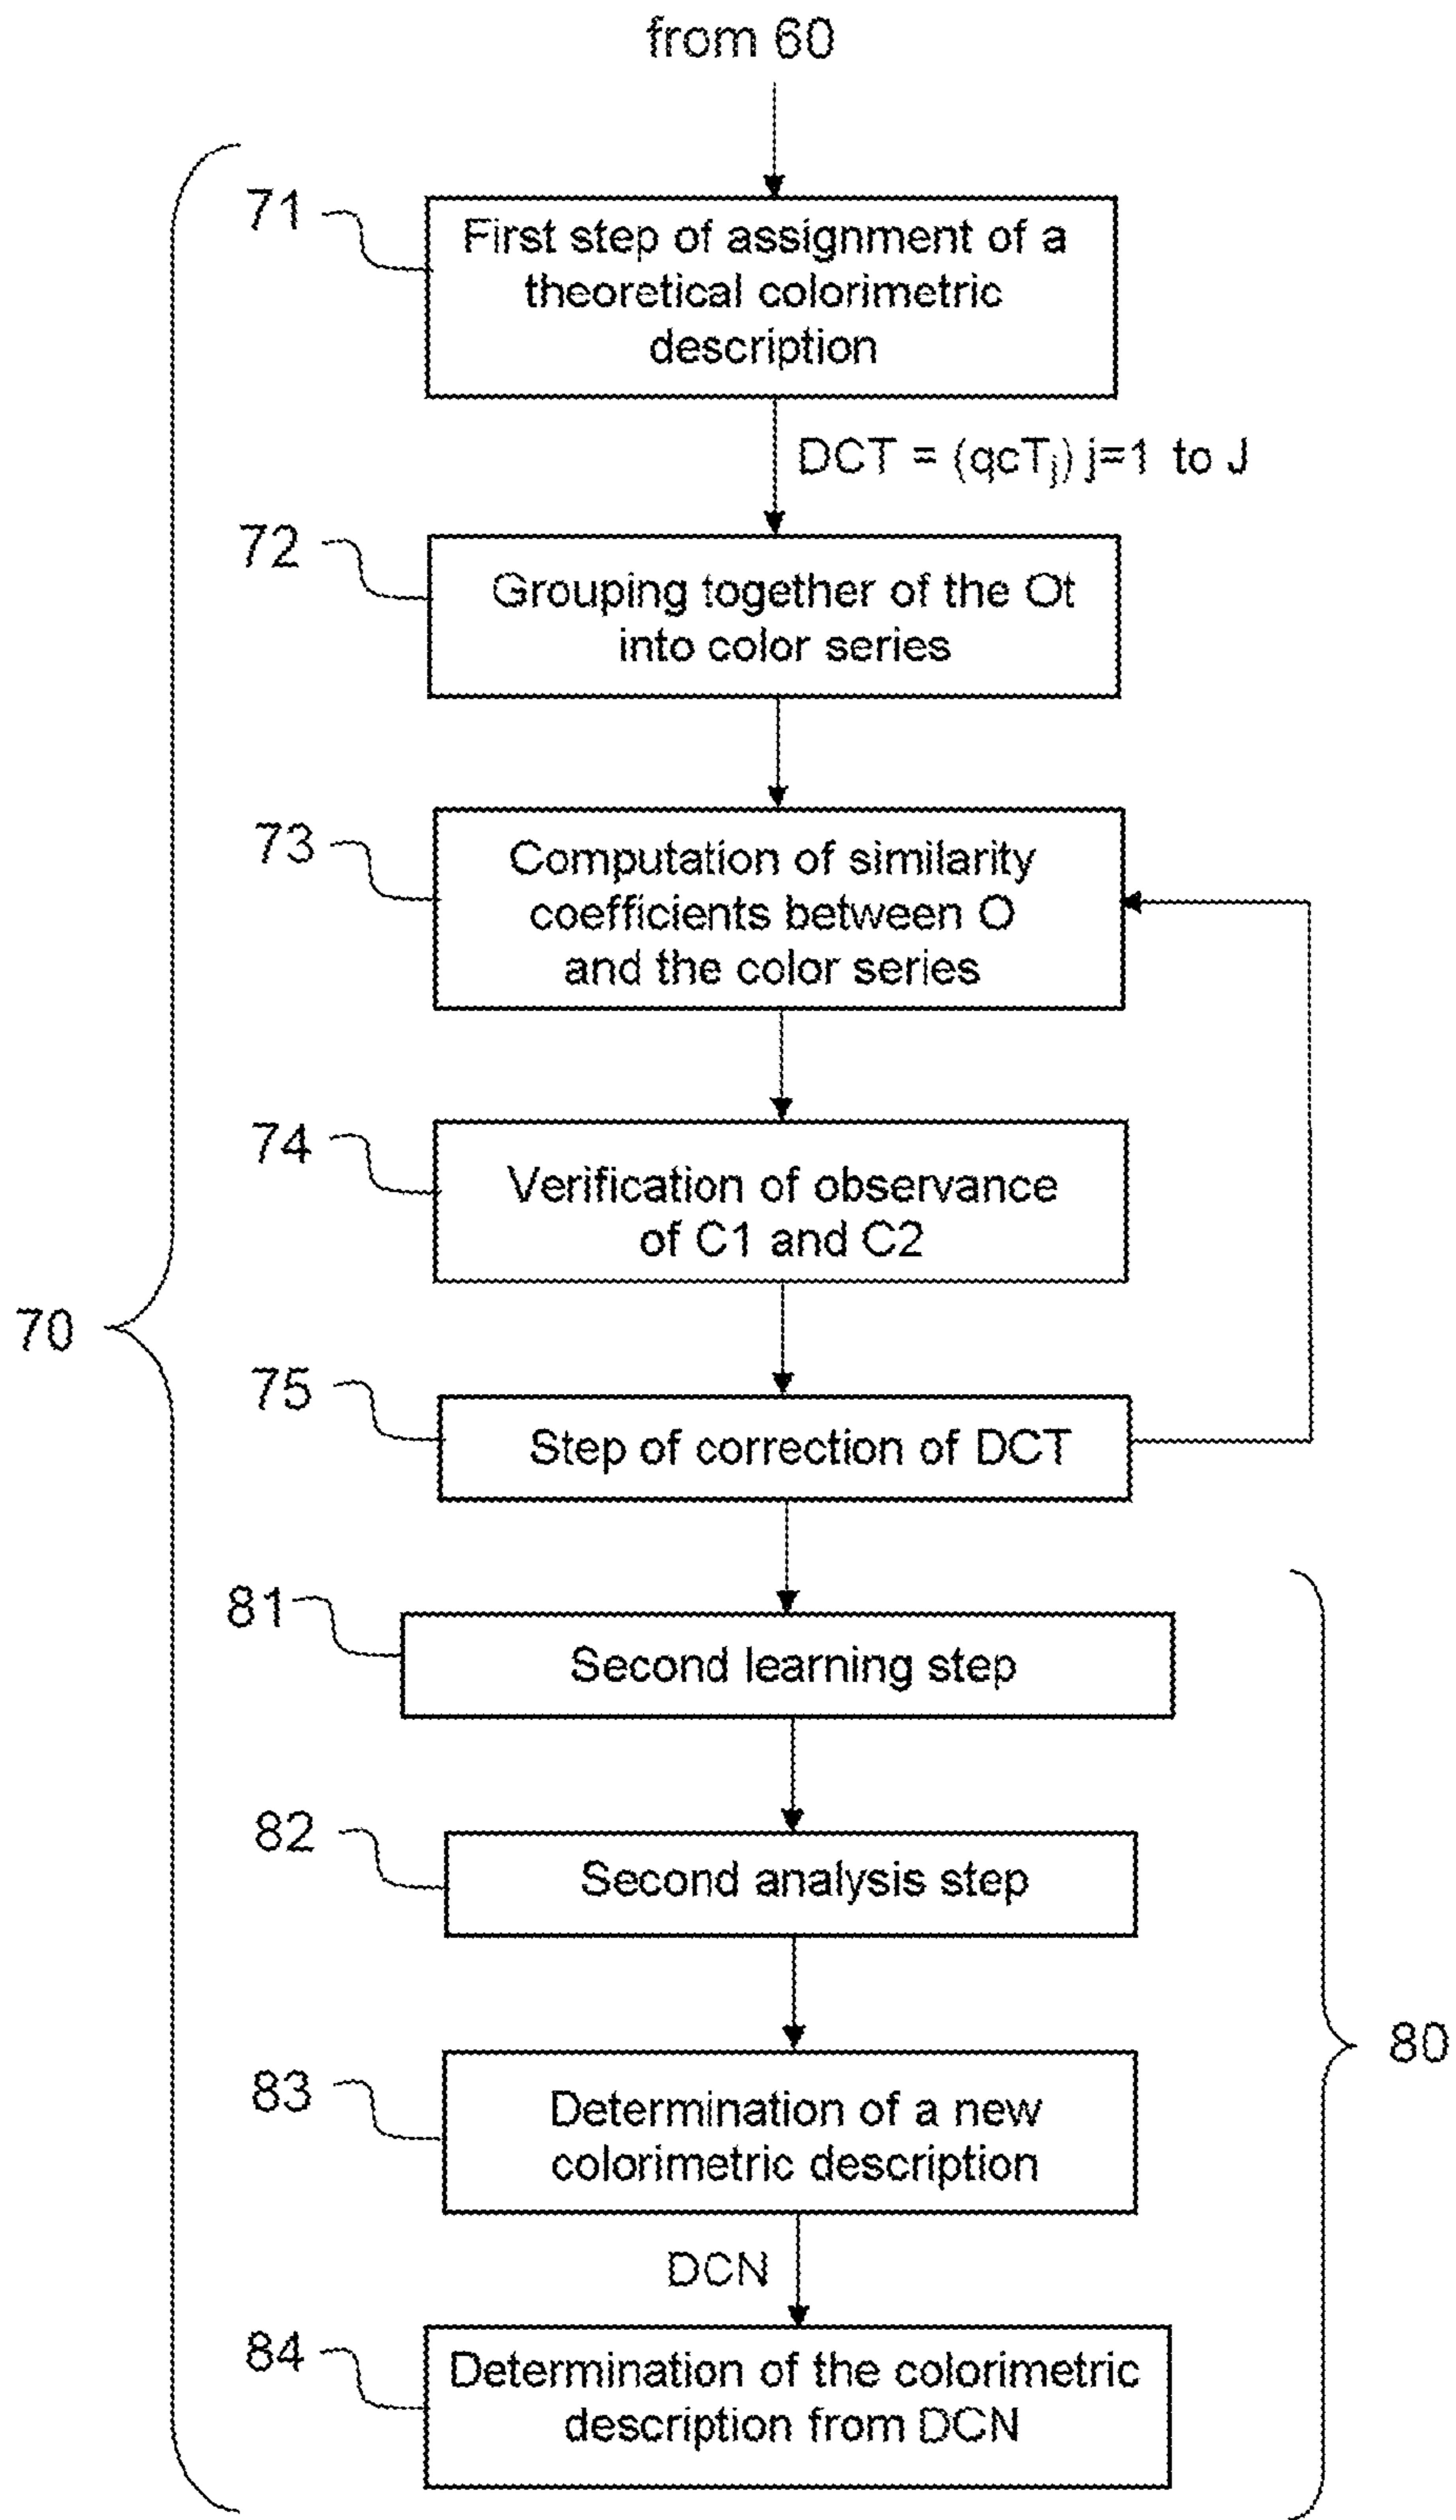 from 60
71
First step of assignment of a
theoretical colorimetric
description
DCT = (qcTj) j=1 to J
72
Grouping together of the Ot
into color series
73
Computation of similarity
coefficients between O
and the color series
74
Verification of observance
of C1 and C2
70
75
Step of correction of DCT
81
Second learning step
82
Second analysis step
80
83
Determination of a new
colorimetric description
DCN
84
Determination of the colorimetric
description from DCN